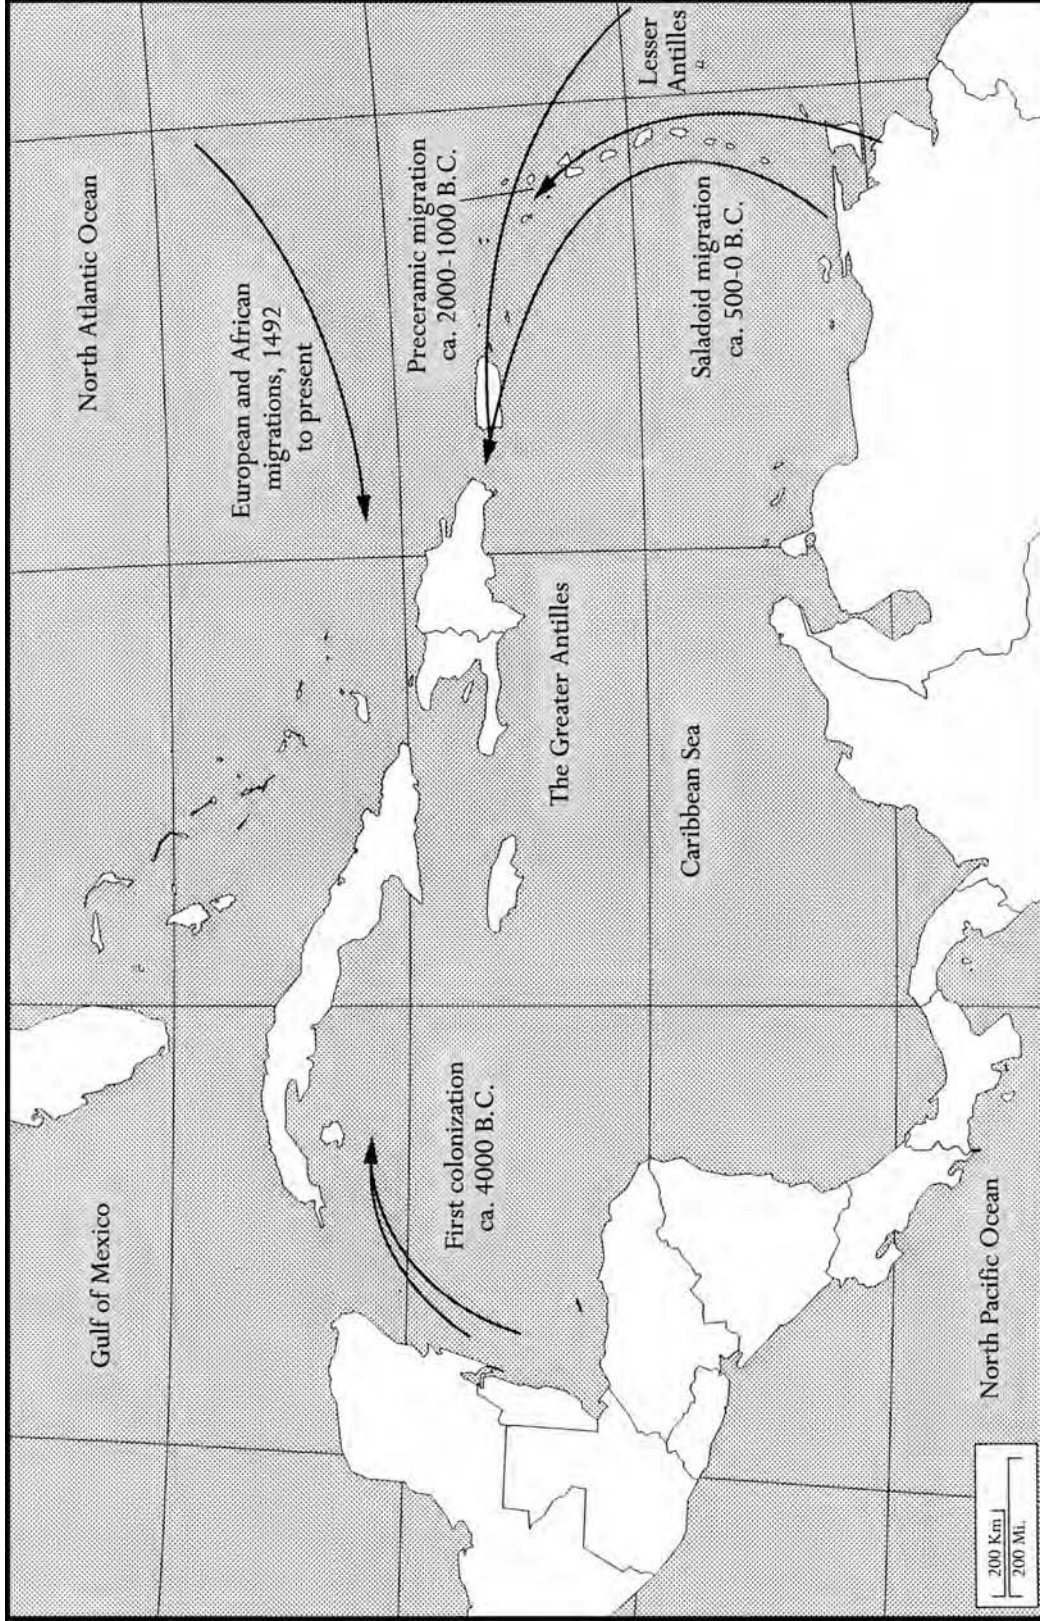 Gulf of Mexico
North Atlantic Ocean
European and African
migrations, 1492
to present
First colonization
ca. 4000 B.C.
The Greater Antilles
Preceramic migration
ca. 2000-1000 B.C.
Caribbean Sea
Saladoid migration
ca. 500-0 B.C.
Lesser
Antilles
North Pacific Ocean
200 Km
200 Mi.